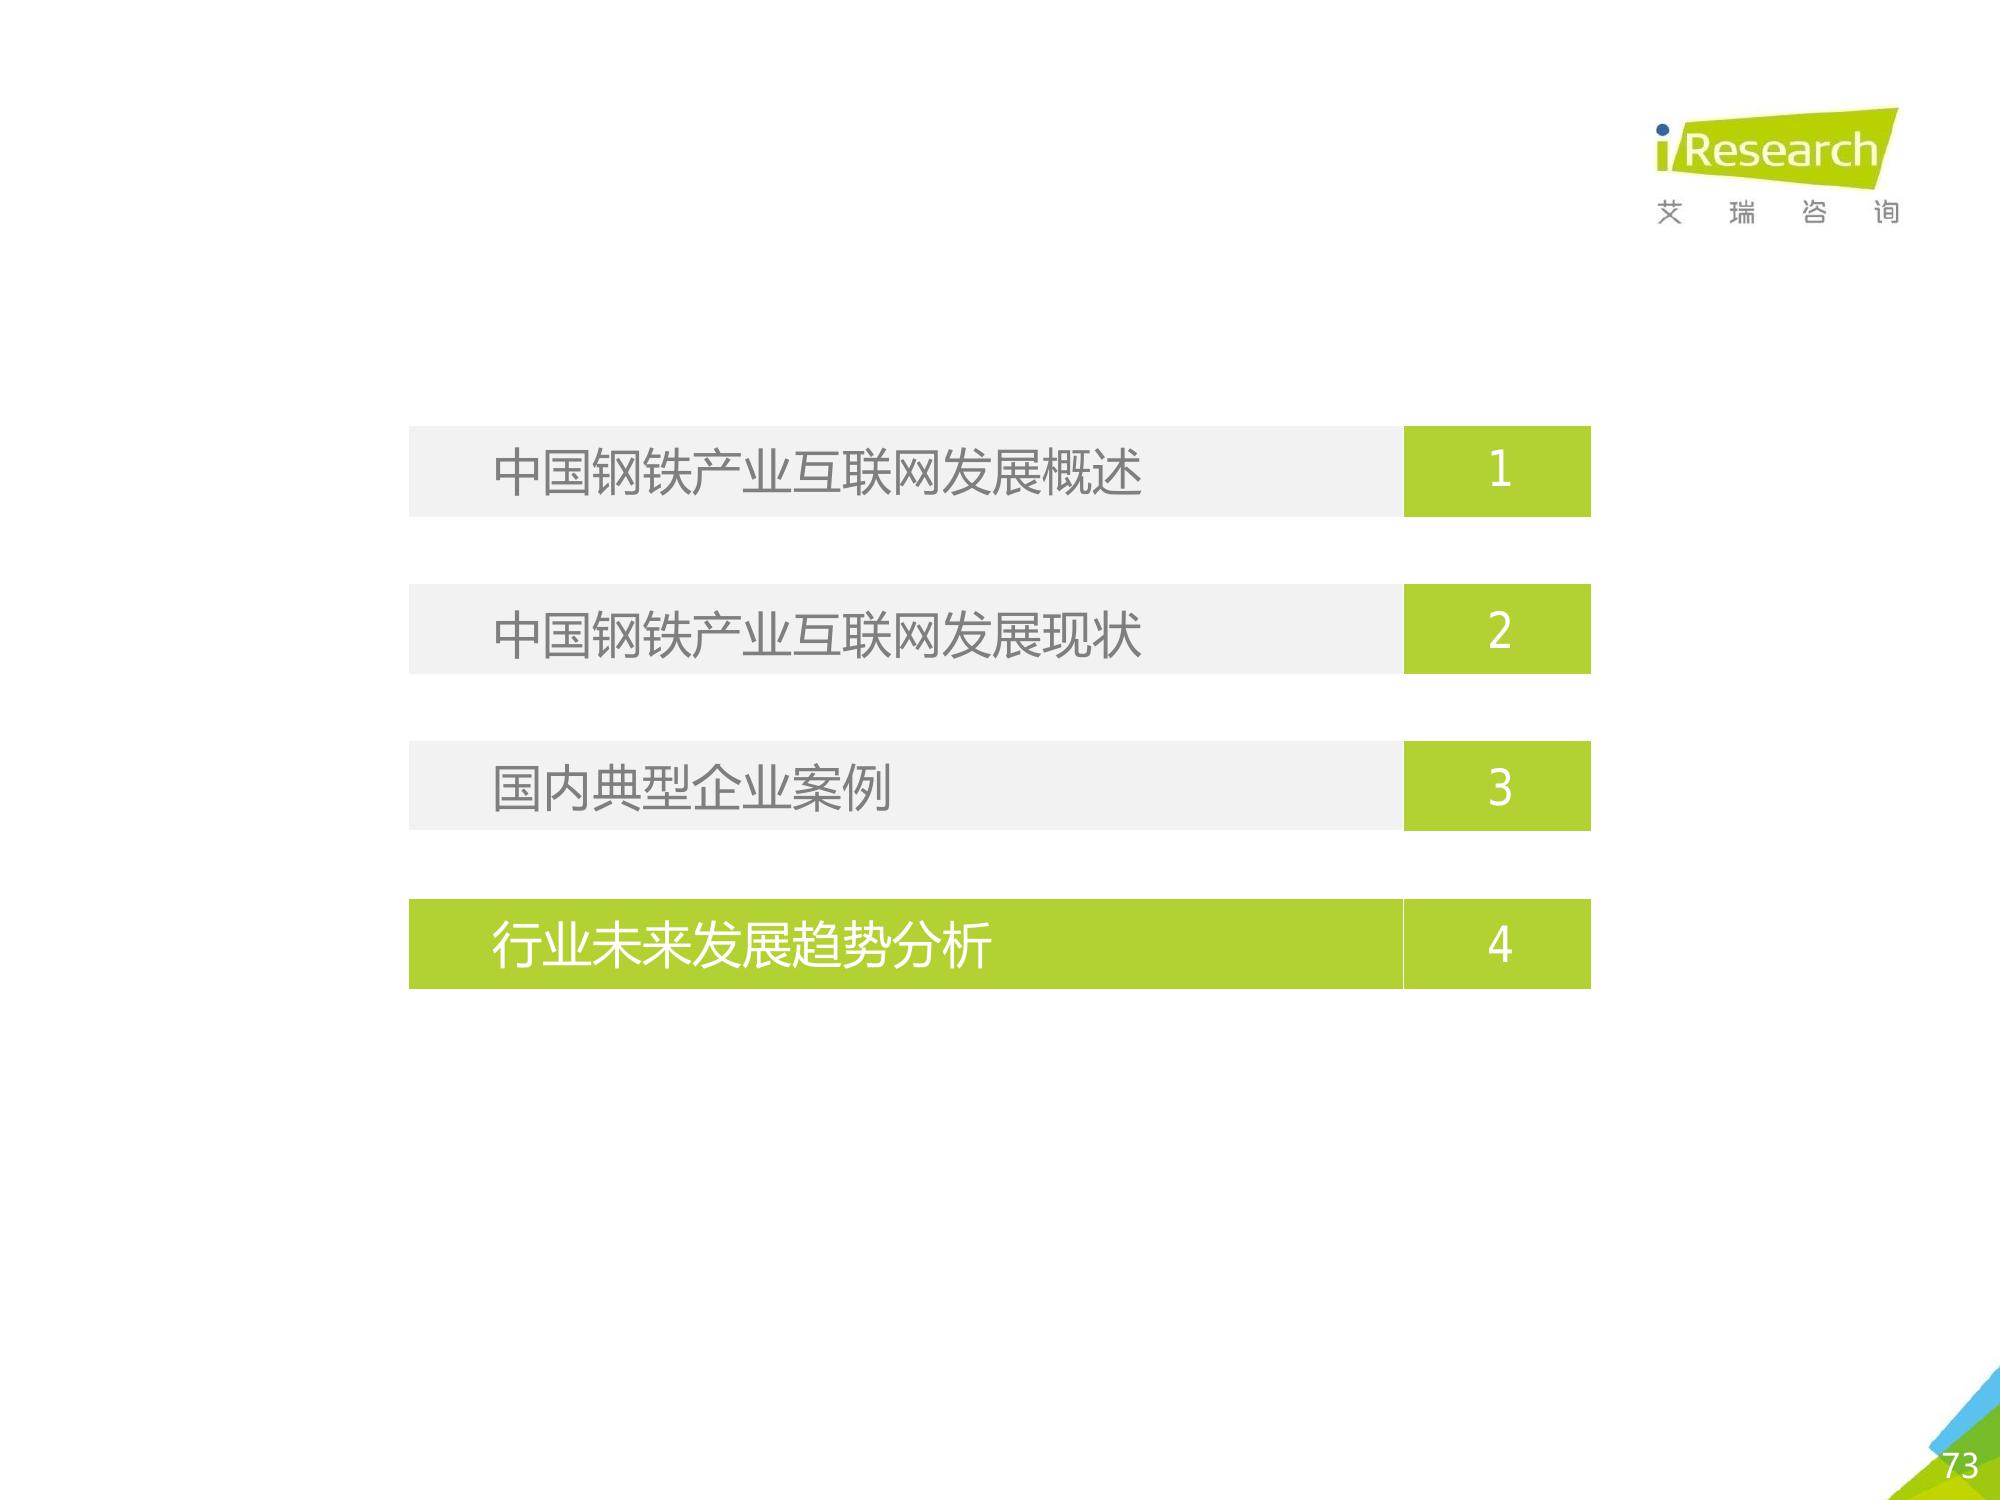 iResearch
艾瑞咨询
中国钢铁产业互联网发展概述 1
中国钢铁产业互联网发展现状 2
国内典型企业案例 3
行业未来发展趋势分析 4
73